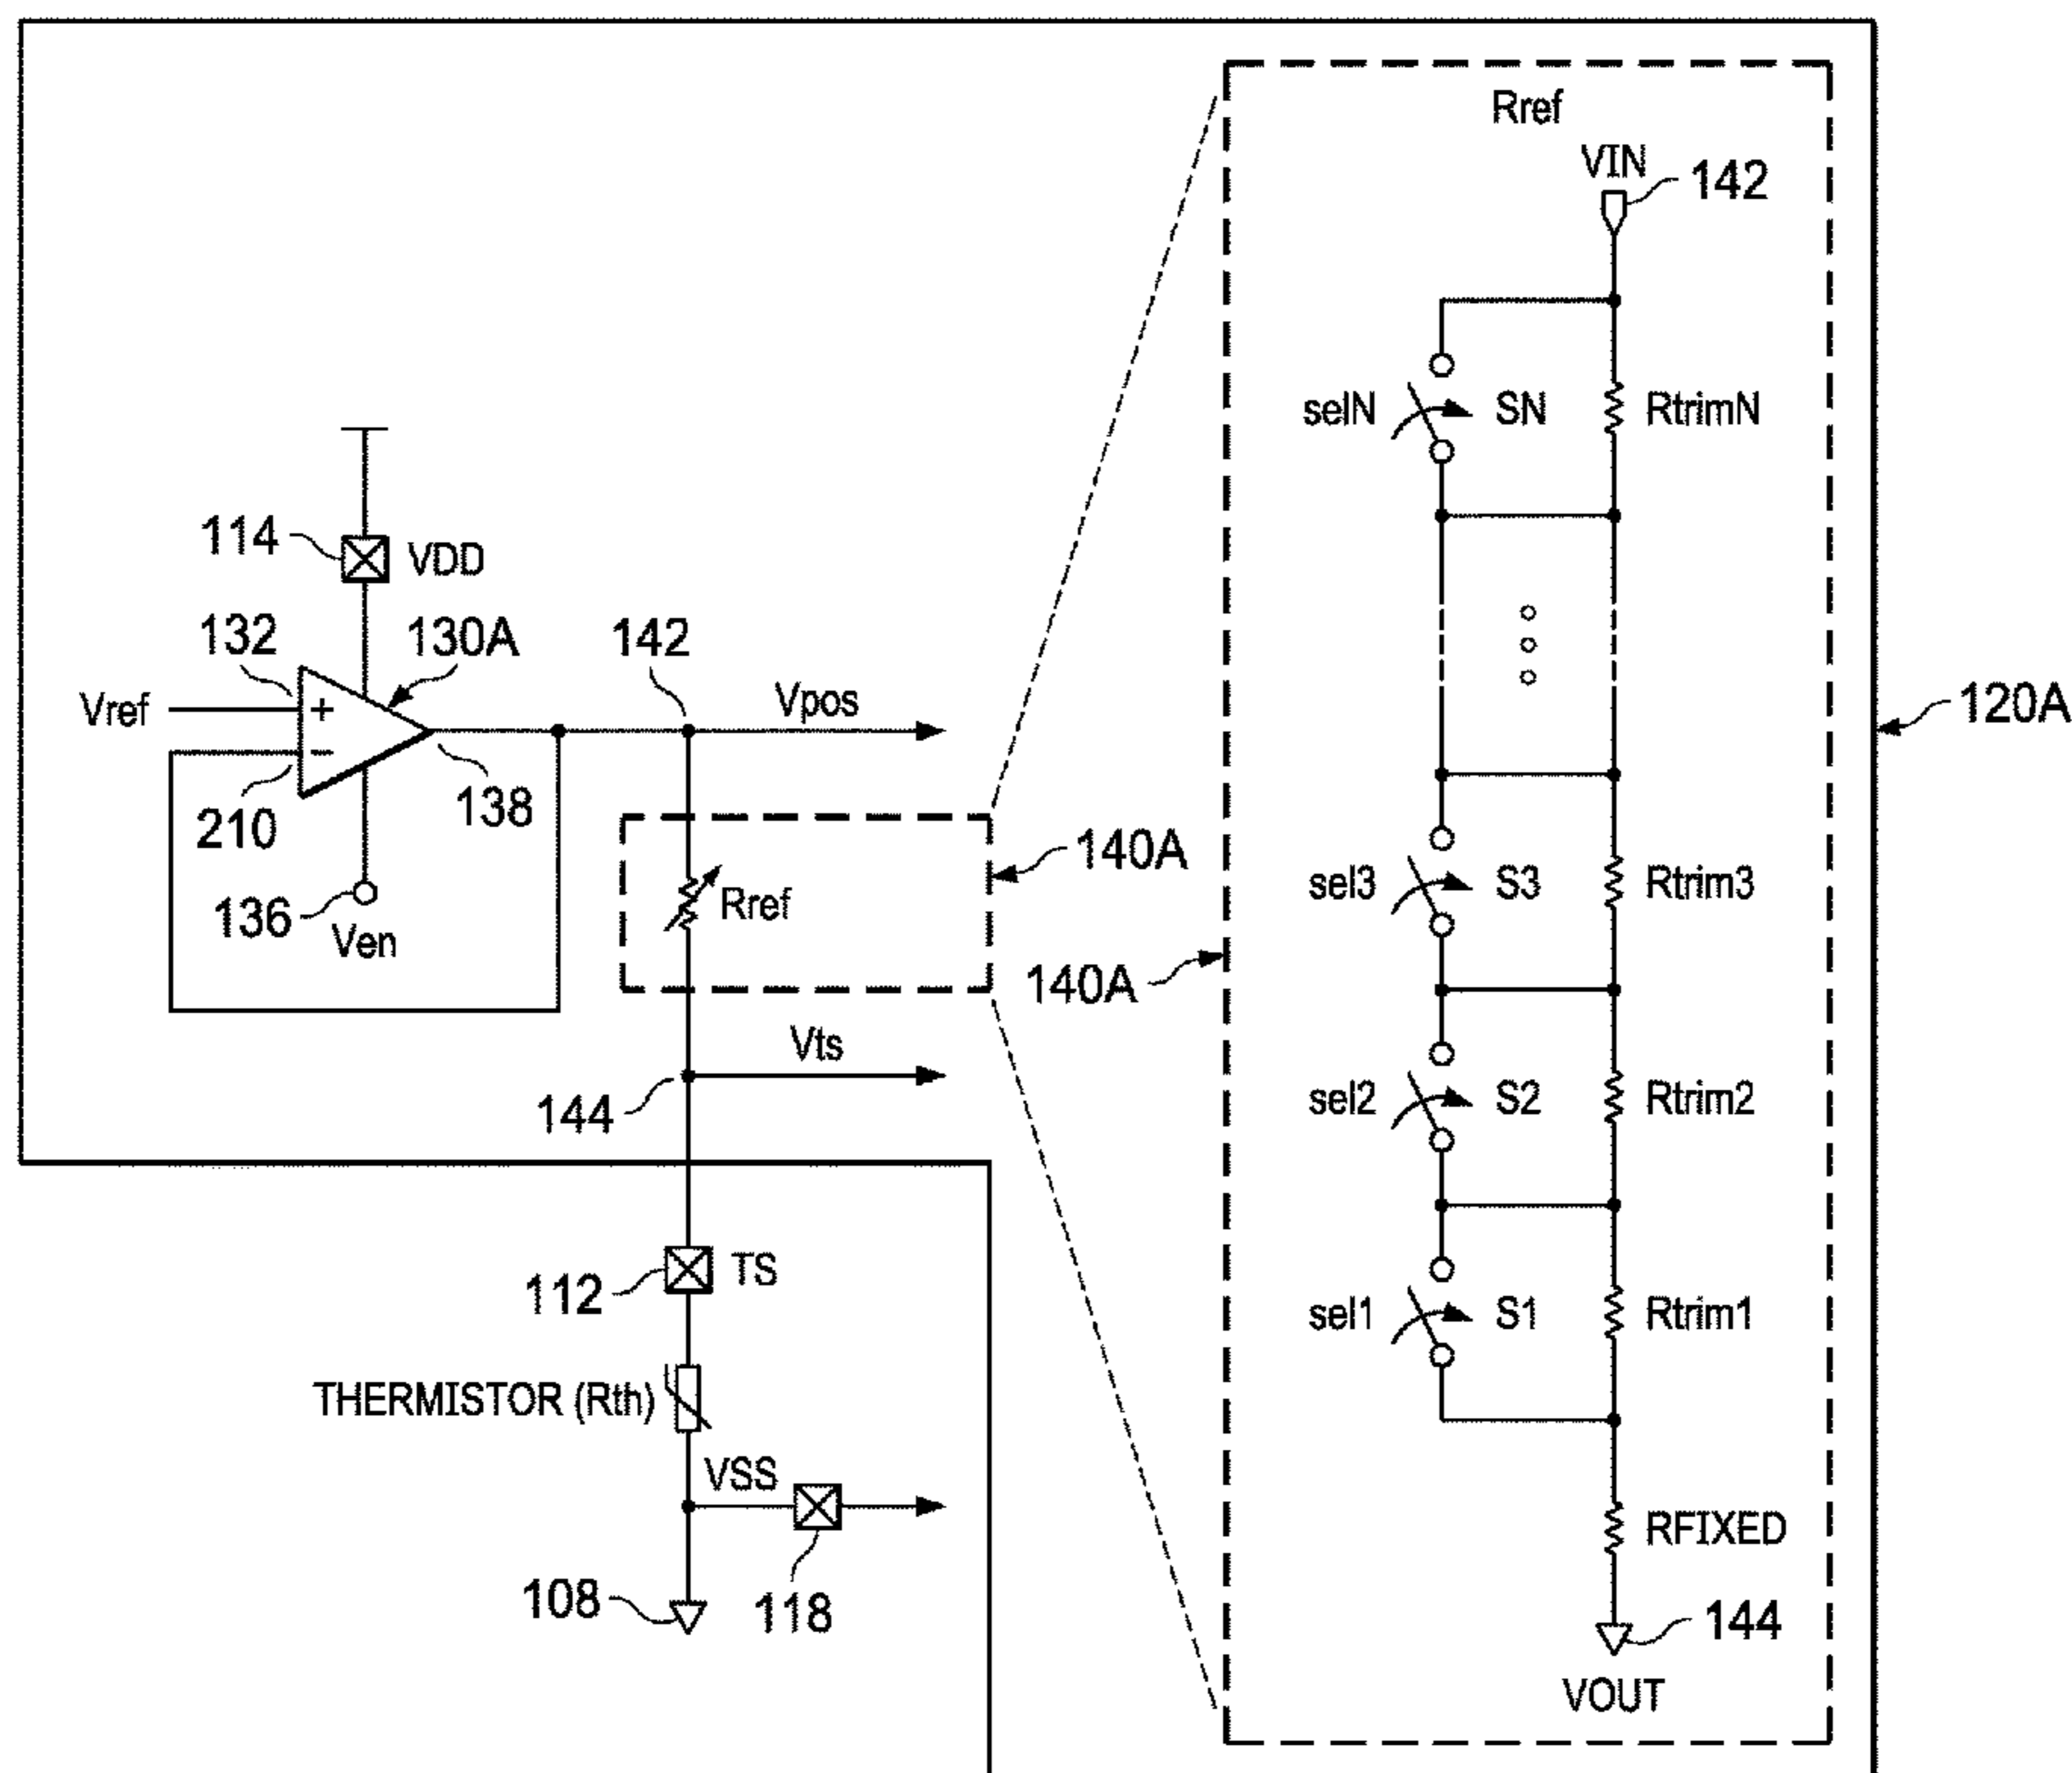 Rref
VIN
142
selN
SN
RtrimN
114
VDD
132
130A
142
Vref
+
Vpos
120A
−
210
138
140A
sel3
S3
Rtrim3
136
Rref
Ven
140A
Vts
144
sel2
S2
Rtrim2
112
TS
sel1
S1
Rtrim1
THERMISTOR (Rth)
VSS
RFIXED
108
118
144
VOUT